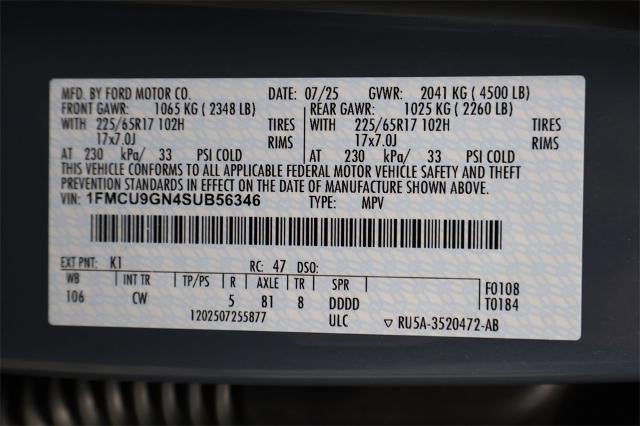 MFD. BY FORD MOTOR CO. DATE: 07/25 GVWR: 2041 KG ( 4500 LB)
FRONT GAWR: 1065 KG ( 2348 LB) REAR GAWR: 1025 KG ( 2260 LB)
WITH 225/65R17 102H TIRES WITH 225/65R17 102H TIRES
17x7.0J RIMS 17x7.0J RIMS
AT 230 kPa/ 33 PSI COLD AT 230 kPa/ 33 PSI COLD
THIS VEHICLE CONFORMS TO ALL APPLICABLE FEDERAL MOTOR VEHICLE SAFETY AND THEFT
PREVENTION STANDARDS IN EFFECT ON THE DATE OF MANUFACTURE SHOWN ABOVE.
VIN: 1FMCU9GN4SUB56346 TYPE: MPV
EXT PNT: K1 RC: 47 DSO:
WB INT TR TP/PS R AXLE TR SPR F0108
106 CW 5 81 8 DDDD T0184
1202507255877 ULC ▽ RU5A-3520472-AB